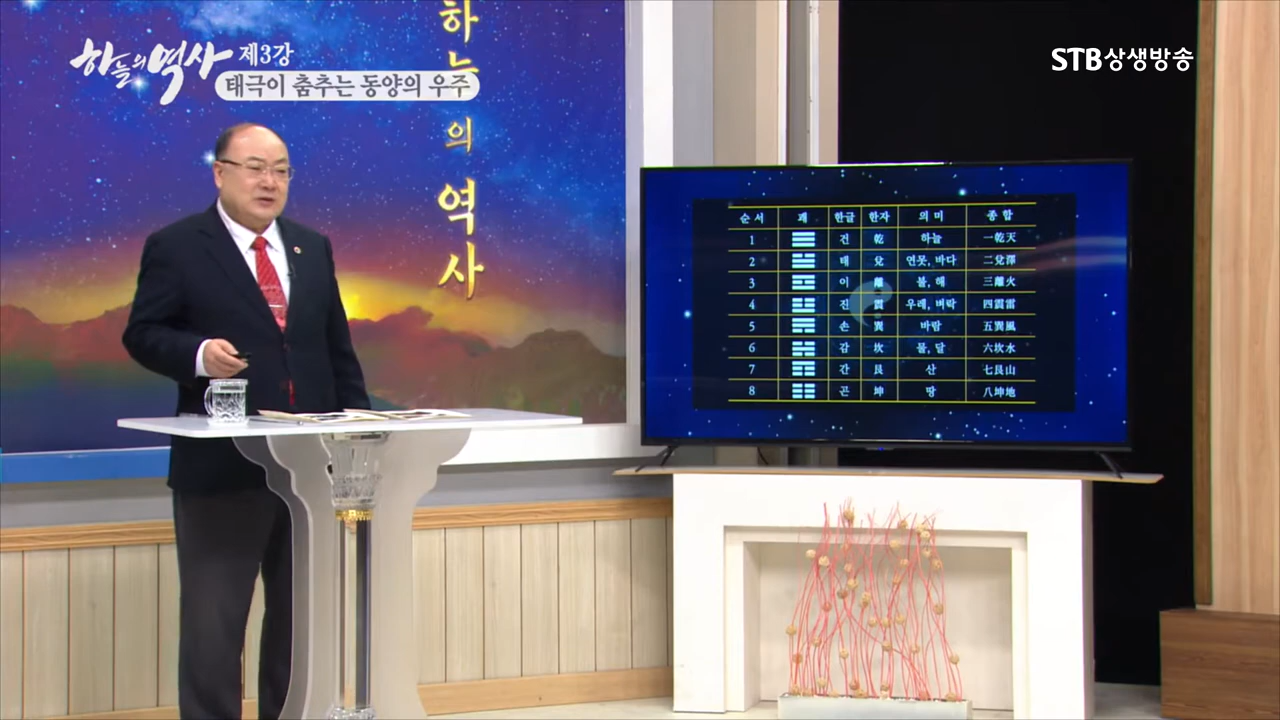 하늘의 역사 제3강
태극이 춤추는 동양의 우주
STB상생방송
하늘의 역사
순서 괘 한글 한자 의미 종합
1 ☰ 건 乾 하늘 一乾天
2 ☱ 태 兌 연못, 바다 二兌澤
3 ☲ 이 離 불, 해 三離火
4 ☳ 진 震 우레, 벼락 四震雷
5 ☴ 손 巽 바람 五巽風
6 ☵ 감 坎 물, 달 六坎水
7 ☶ 간 艮 산 七艮山
8 ☷ 곤 坤 땅 八坤地